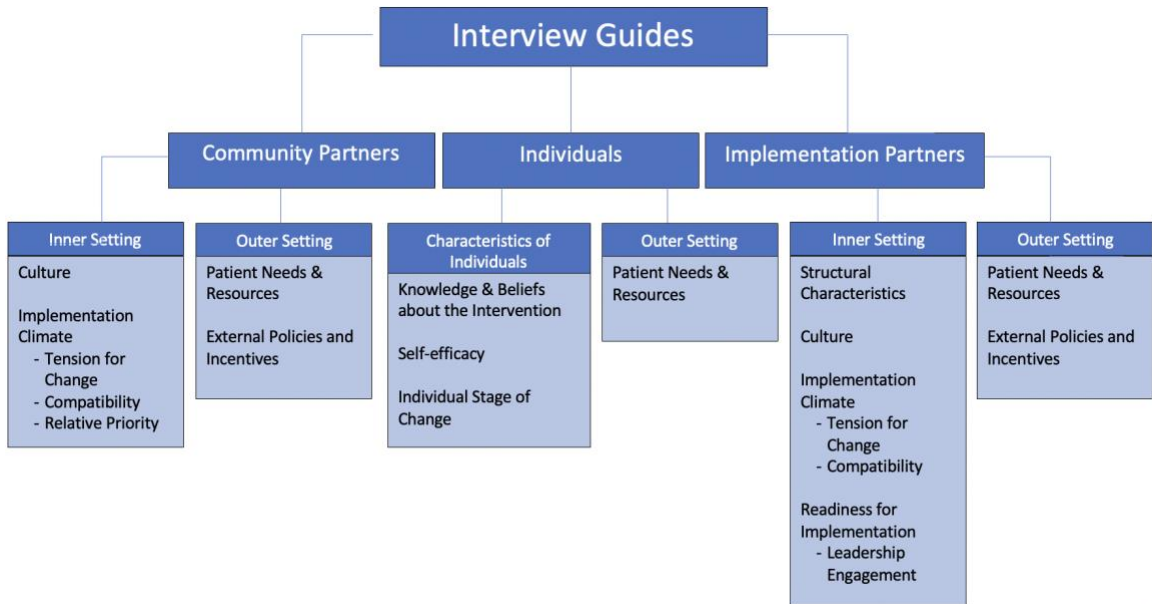 Interview Guides
Community Partners
Individuals
Implementation Partners
Inner Setting
Culture
Implementation
Climate
- Tension for
Change
- Compatibility
- Relative Priority
Outer Setting
Patient Needs &
Resources
External Policies and
Incentives
Characteristics of
Individuals
Knowledge & Beliefs
about the Intervention
Self-efficacy
Individual Stage of
Change
Outer Setting
Patient Needs &
Resources
Inner Setting
Structural
Characteristics
Culture
Implementation
Climate
- Tension for
Change
- Compatibility
Readiness for
Implementation
- Leadership
Engagement
Outer Setting
Patient Needs &
Resources
External Policies and
Incentives